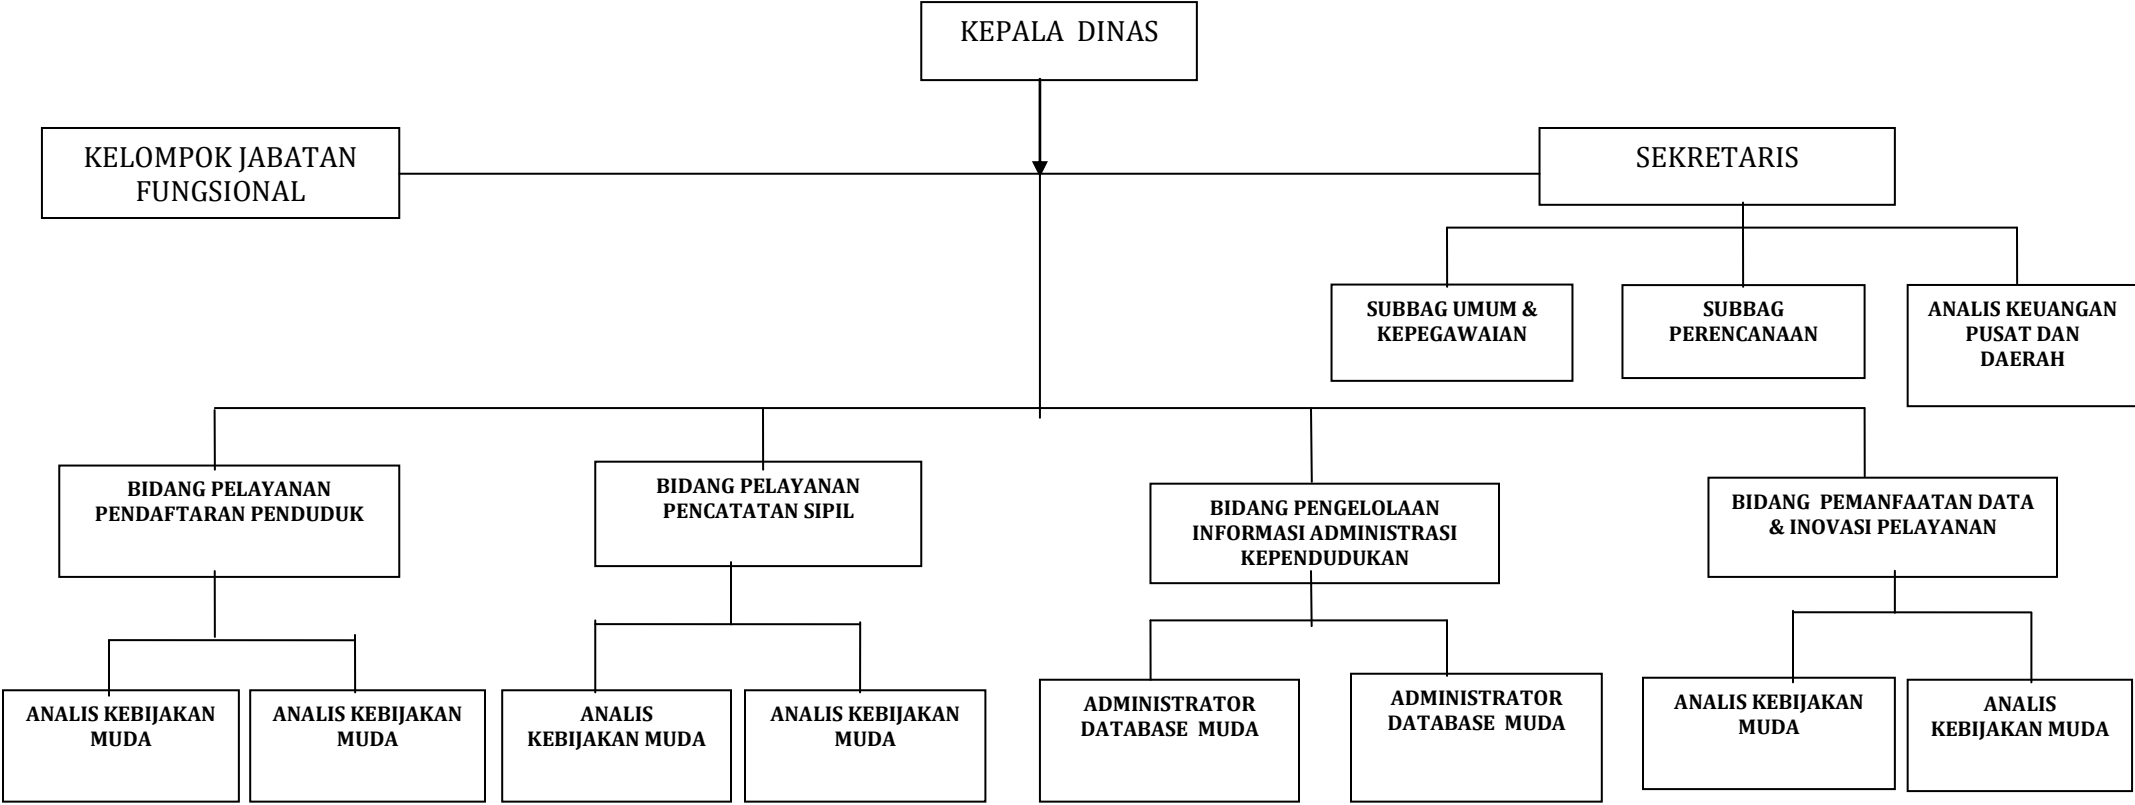 KEPALA DINAS
KELOMPOK JABATAN
FUNGSIONAL
SEKRETARIS
SUBBAG UMUM &
KEPEGAWAIAN
SUBBAG
PERENCANAAN
ANALIS KEUANGAN
PUSAT DAN
DAERAH
BIDANG PELAYANAN
PENDAFTARAN PENDUDUK
BIDANG PELAYANAN
PENCATATAN SIPIL
BIDANG PENGELOLAAN
INFORMASI ADMINISTRASI
KEPENDUDUKAN
BIDANG PEMANFAATAN DATA
& INOVASI PELAYANAN
ANALIS KEBIJAKAN
MUDA
ANALIS KEBIJAKAN
MUDA
ANALIS
KEBIJAKAN MUDA
ANALIS KEBIJAKAN
MUDA
ADMINISTRATOR
DATABASE MUDA
ADMINISTRATOR
DATABASE MUDA
ANALIS KEBIJAKAN
MUDA
ANALIS
KEBIJAKAN MUDA